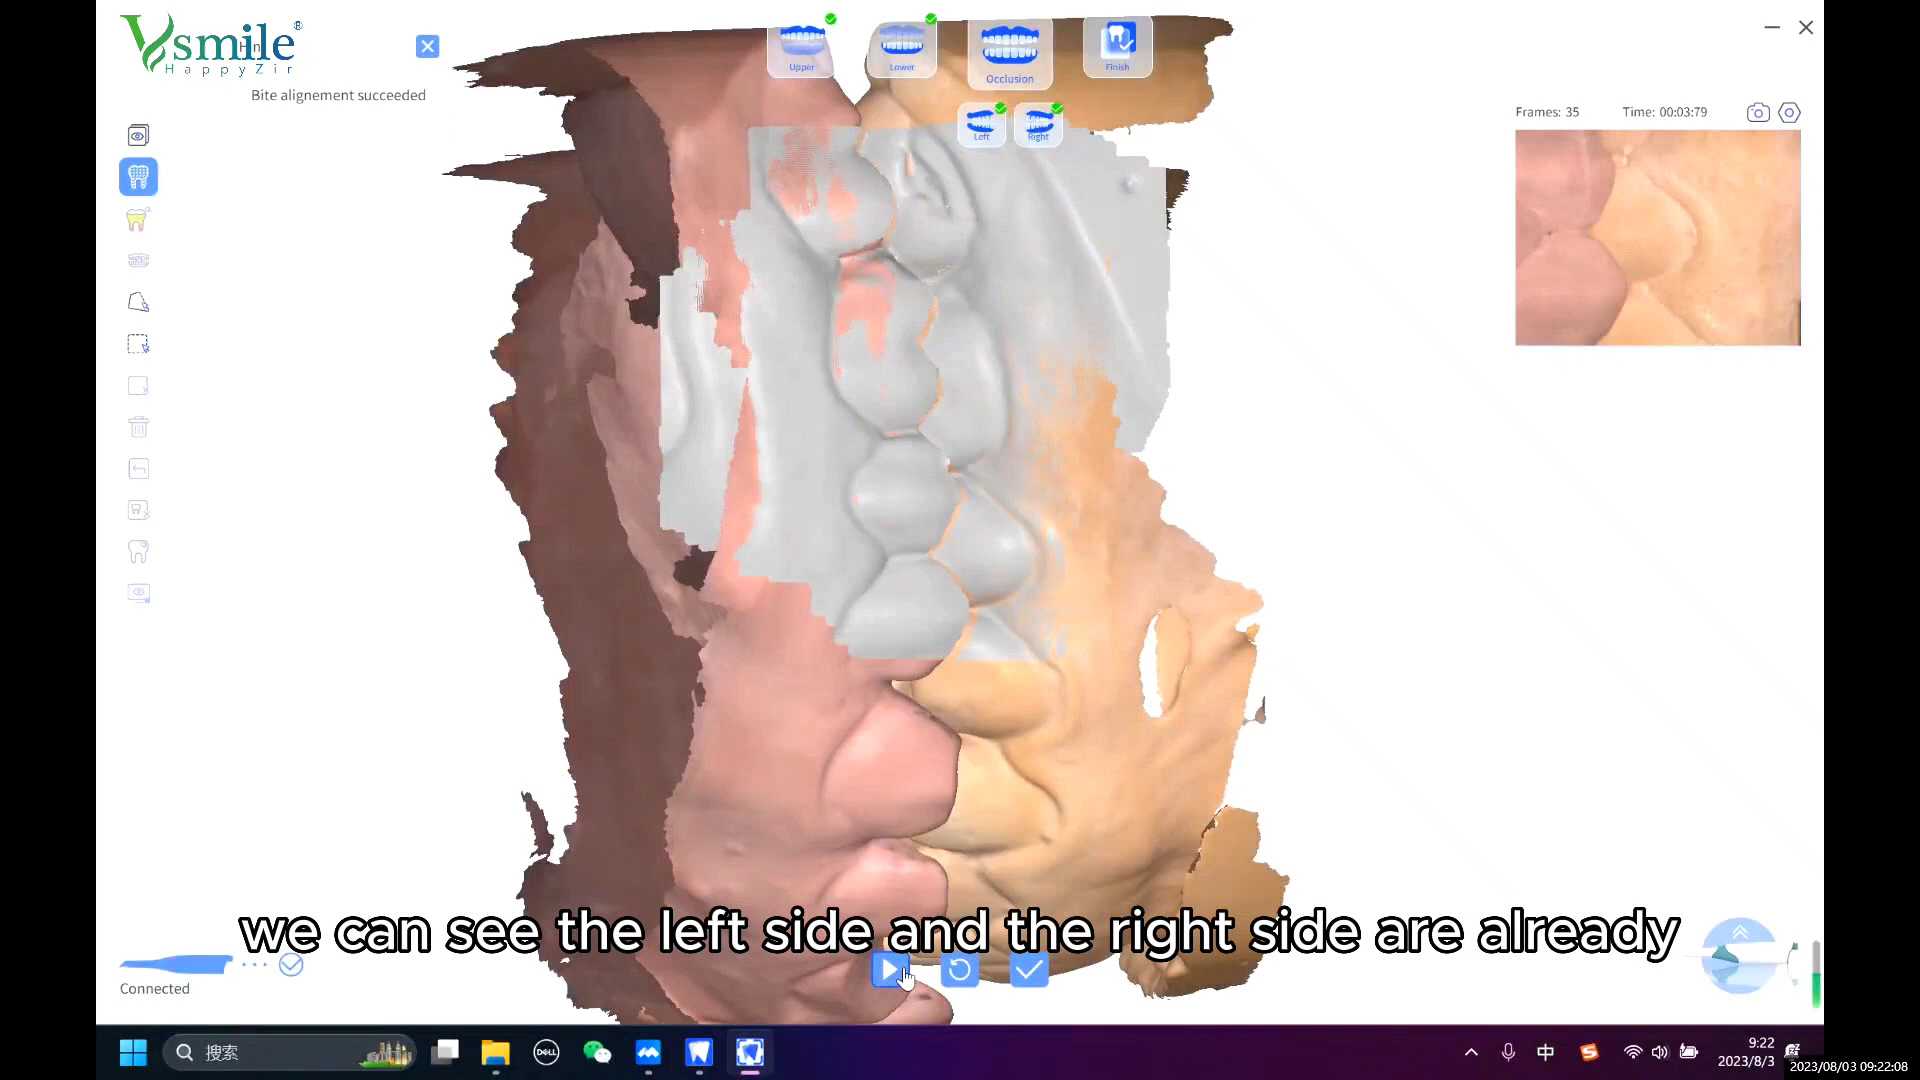 Vsmile®
HappyZir
Bite alignement succeeded
Upper
Lower
Occlusion
Finish
Left
Right
Frames: 35
Time: 00:03:79
we can see the left side and the right side are already
Connected
搜索
DELL
中
S
9:22
2023/8/3
2023/08/03 09:22:08